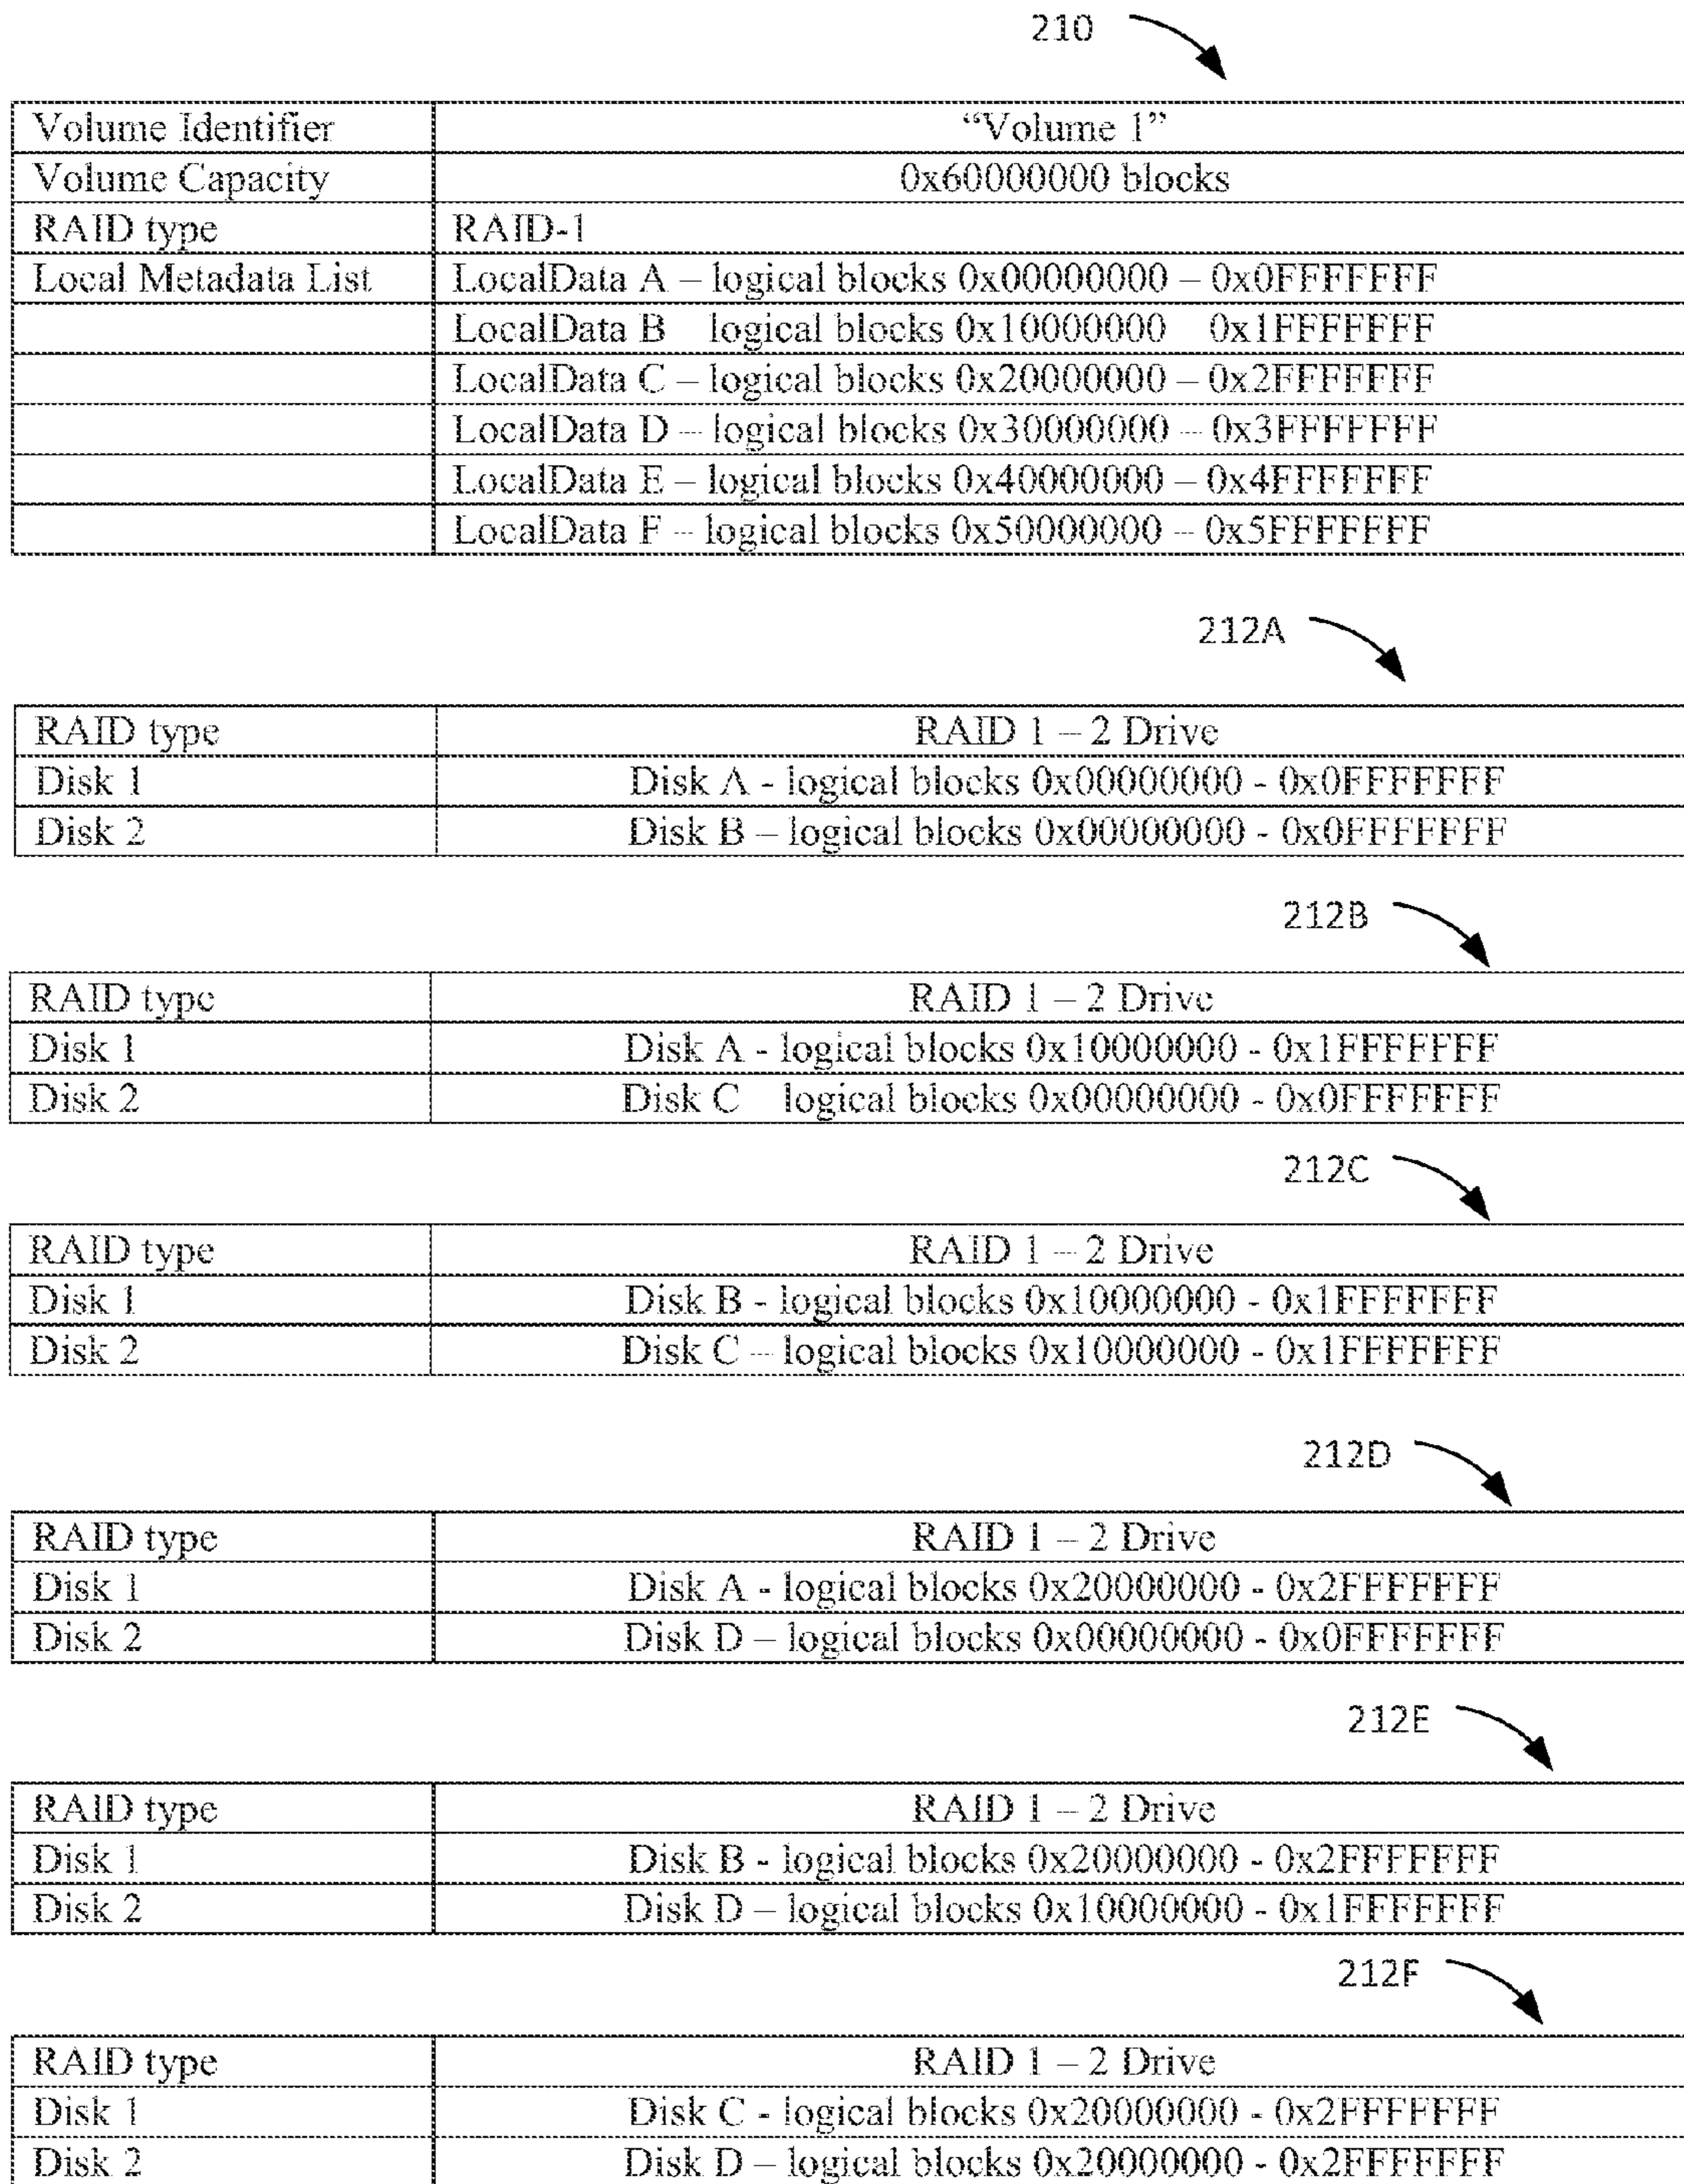 210
Volume Identifier “Volume 1”
Volume Capacity 0x60000000 blocks
RAID type RAID-1
Local Metadata List LocalData A – logical blocks 0x00000000 – 0x0FFFFFFF
LocalData B logical blocks 0x10000000 0x1FFFFFFF
LocalData C – logical blocks 0x20000000 – 0x2FFFFFFF
LocalData D – logical blocks 0x30000000 – 0x3FFFFFFF
LocalData E – logical blocks 0x40000000 – 0x4FFFFFFF
LocalData F – logical blocks 0x50000000 – 0x5FFFFFFF
212A
RAID type RAID 1 – 2 Drive
Disk 1 Disk A - logical blocks 0x00000000 - 0x0FFFFFFF
Disk 2 Disk B – logical blocks 0x00000000 - 0x0FFFFFFF
212B
RAID type RAID 1 – 2 Drive
Disk 1 Disk A - logical blocks 0x10000000 - 0x1FFFFFFF
Disk 2 Disk C logical blocks 0x00000000 - 0x0FFFFFFF
212C
RAID type RAID 1 – 2 Drive
Disk 1 Disk B - logical blocks 0x10000000 - 0x1FFFFFFF
Disk 2 Disk C – logical blocks 0x10000000 - 0x1FFFFFFF
212D
RAID type RAID 1 – 2 Drive
Disk 1 Disk A - logical blocks 0x20000000 - 0x2FFFFFFF
Disk 2 Disk D – logical blocks 0x00000000 - 0x0FFFFFFF
212E
RAID type RAID 1 – 2 Drive
Disk 1 Disk B - logical blocks 0x20000000 - 0x2FFFFFFF
Disk 2 Disk D – logical blocks 0x10000000 - 0x1FFFFFFF
212F
RAID type RAID 1 – 2 Drive
Disk 1 Disk C - logical blocks 0x20000000 - 0x2FFFFFFF
Disk 2 Disk D – logical blocks 0x20000000 - 0x2FFFFFFF